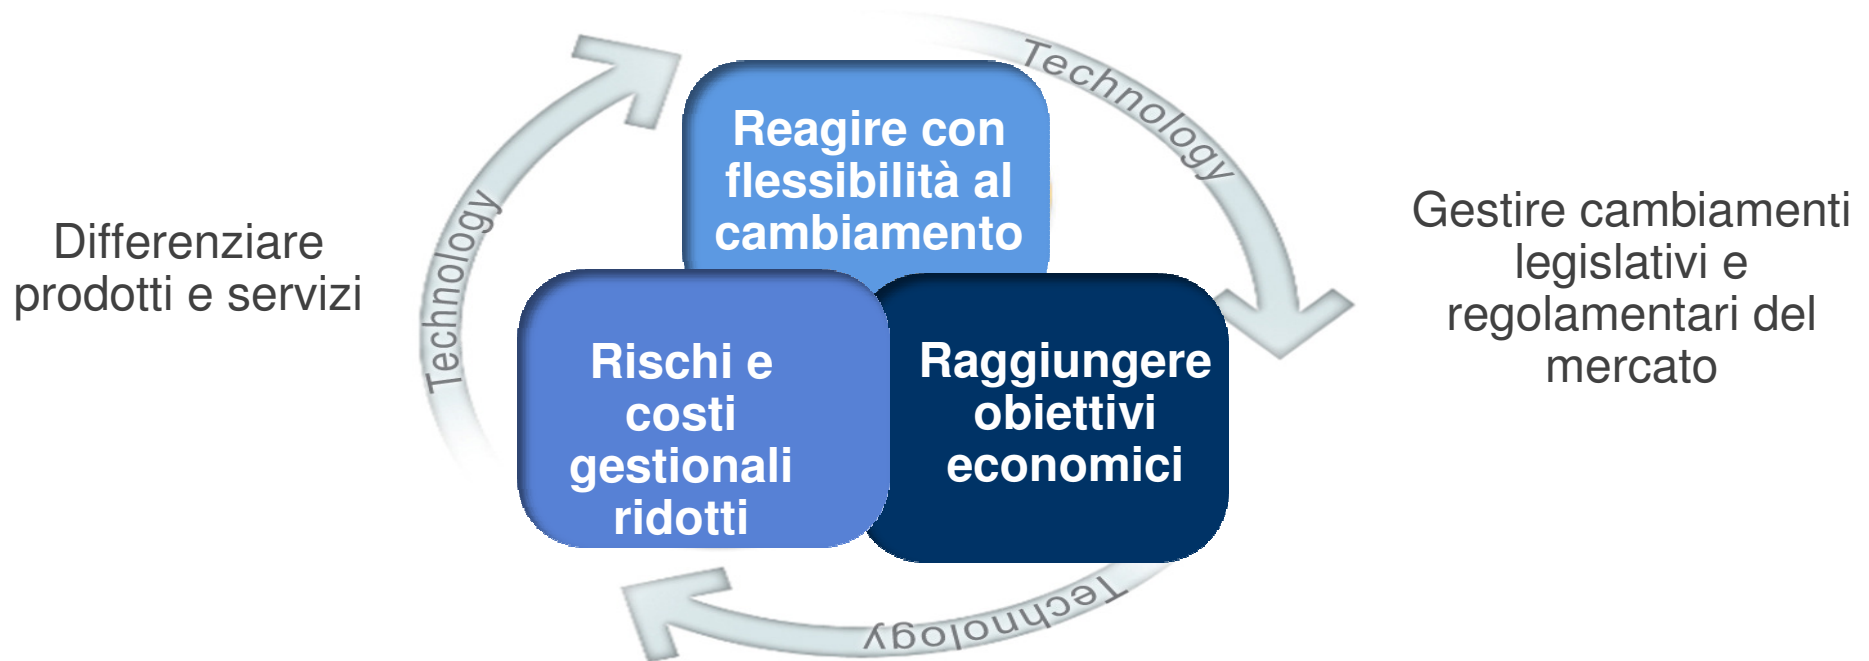 Technology
Reagire con
flessibilità al
cambiamento
Technology
Differenziare
prodotti e servizi
Gestire cambiamenti
legislativi e
regolamentari del
mercato
Rischi e
costi
gestionali
ridotti
Raggiungere
obiettivi
economici
Technology